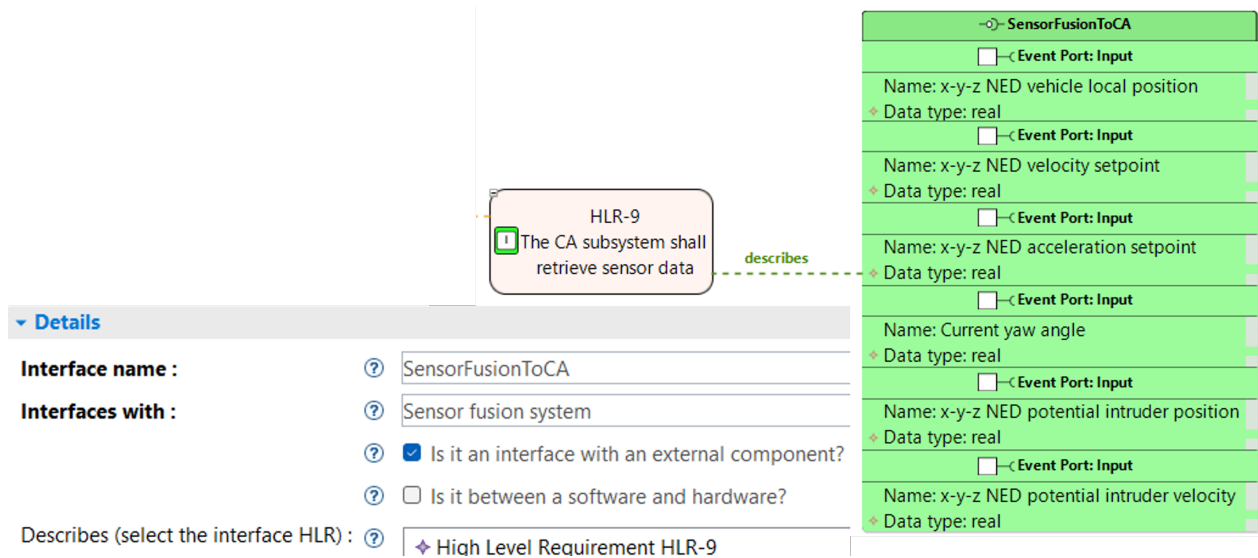 HLR-9
I
The CA subsystem shall
retrieve sensor data
describes
SensorFusionToCA
Event Port: Input
Name: x-y-z NED vehicle local position
Data type: real
Event Port: Input
Name: x-y-z NED velocity setpoint
Data type: real
Event Port: Input
Name: x-y-z NED acceleration setpoint
Data type: real
Event Port: Input
Name: Current yaw angle
Data type: real
Event Port: Input
Name: x-y-z NED potential intruder position
Data type: real
Event Port: Input
Name: x-y-z NED potential intruder velocity
Data type: real
Details
Interface name : ? SensorFusionToCA
Interfaces with : ? Sensor fusion system
? Is it an interface with an external component?
? Is it between a software and hardware?
Describes (select the interface HLR) : ? High Level Requirement HLR-9